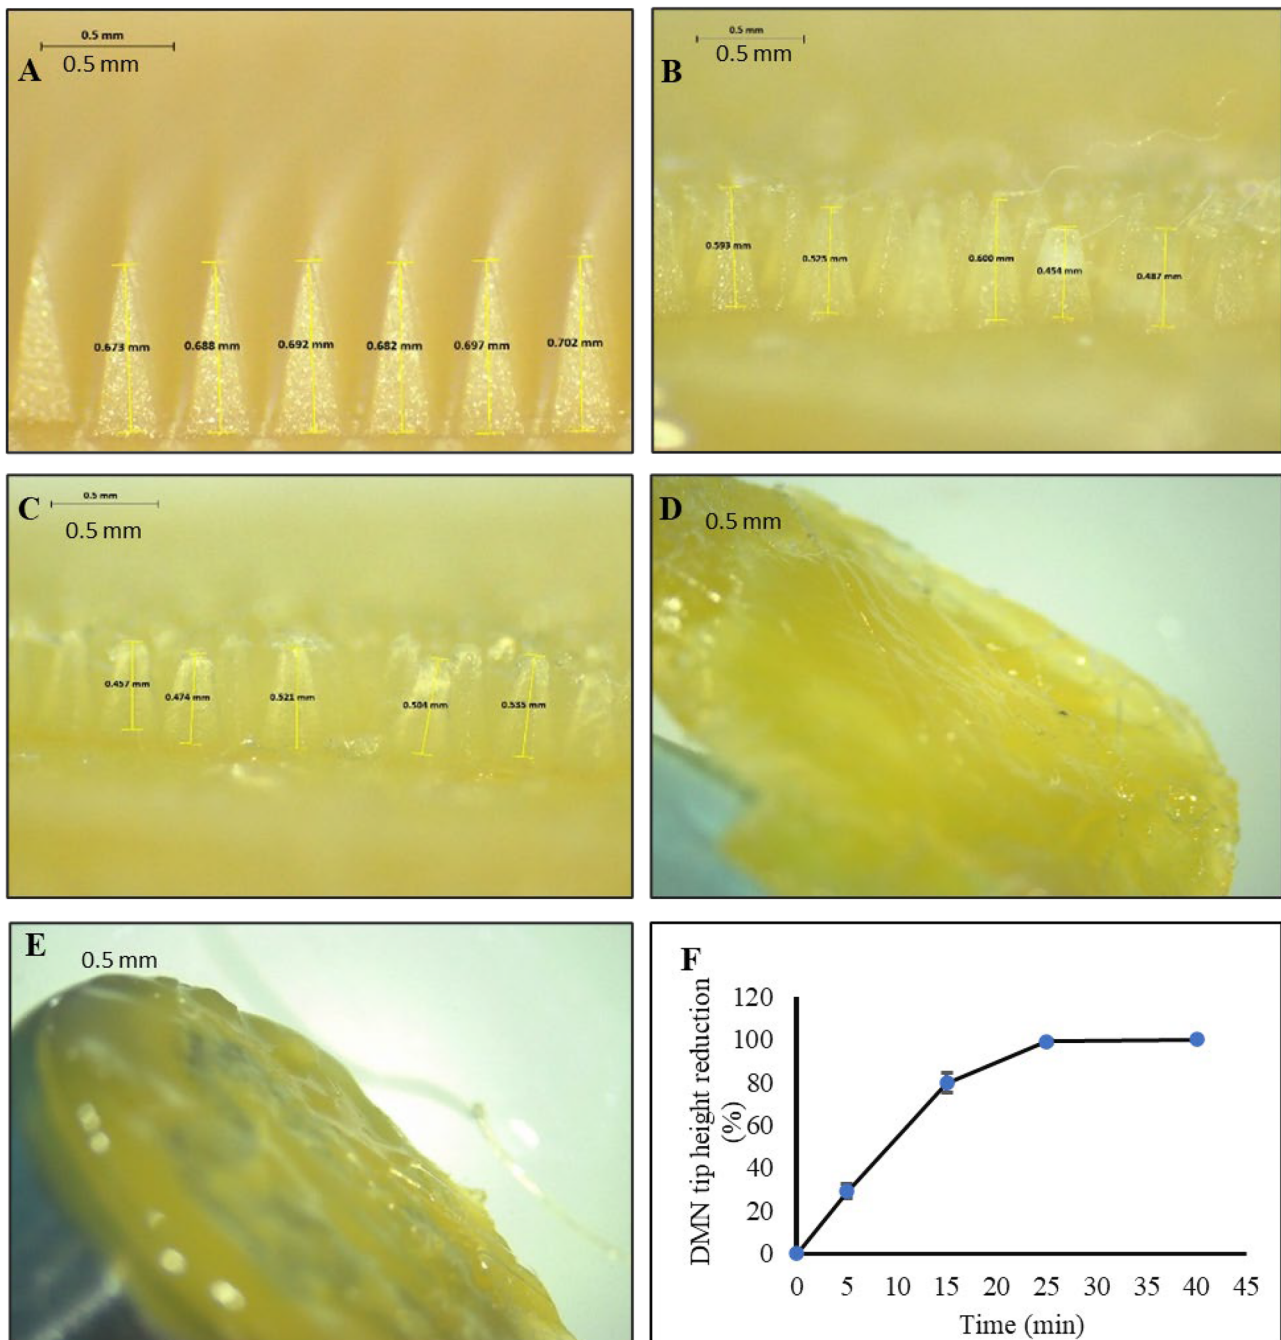 0.5 mm
0.5 mm
A
0.673 mm
0.688 mm
0.692 mm
0.682 mm
0.697 mm
0.702 mm
0.5 mm
0.5 mm
B
0.593 mm
0.525 mm
0.600 mm
0.454 mm
0.487 mm
0.5 mm
C
0.5 mm
0.457 mm
0.474 mm
0.521 mm
0.504 mm
0.535 mm
D
0.5 mm
E
0.5 mm
F
DMN tip height reduction
(%)
120
100
80
60
40
20
0
0 5 10 15 20 25 30 35 40 45
Time (min)